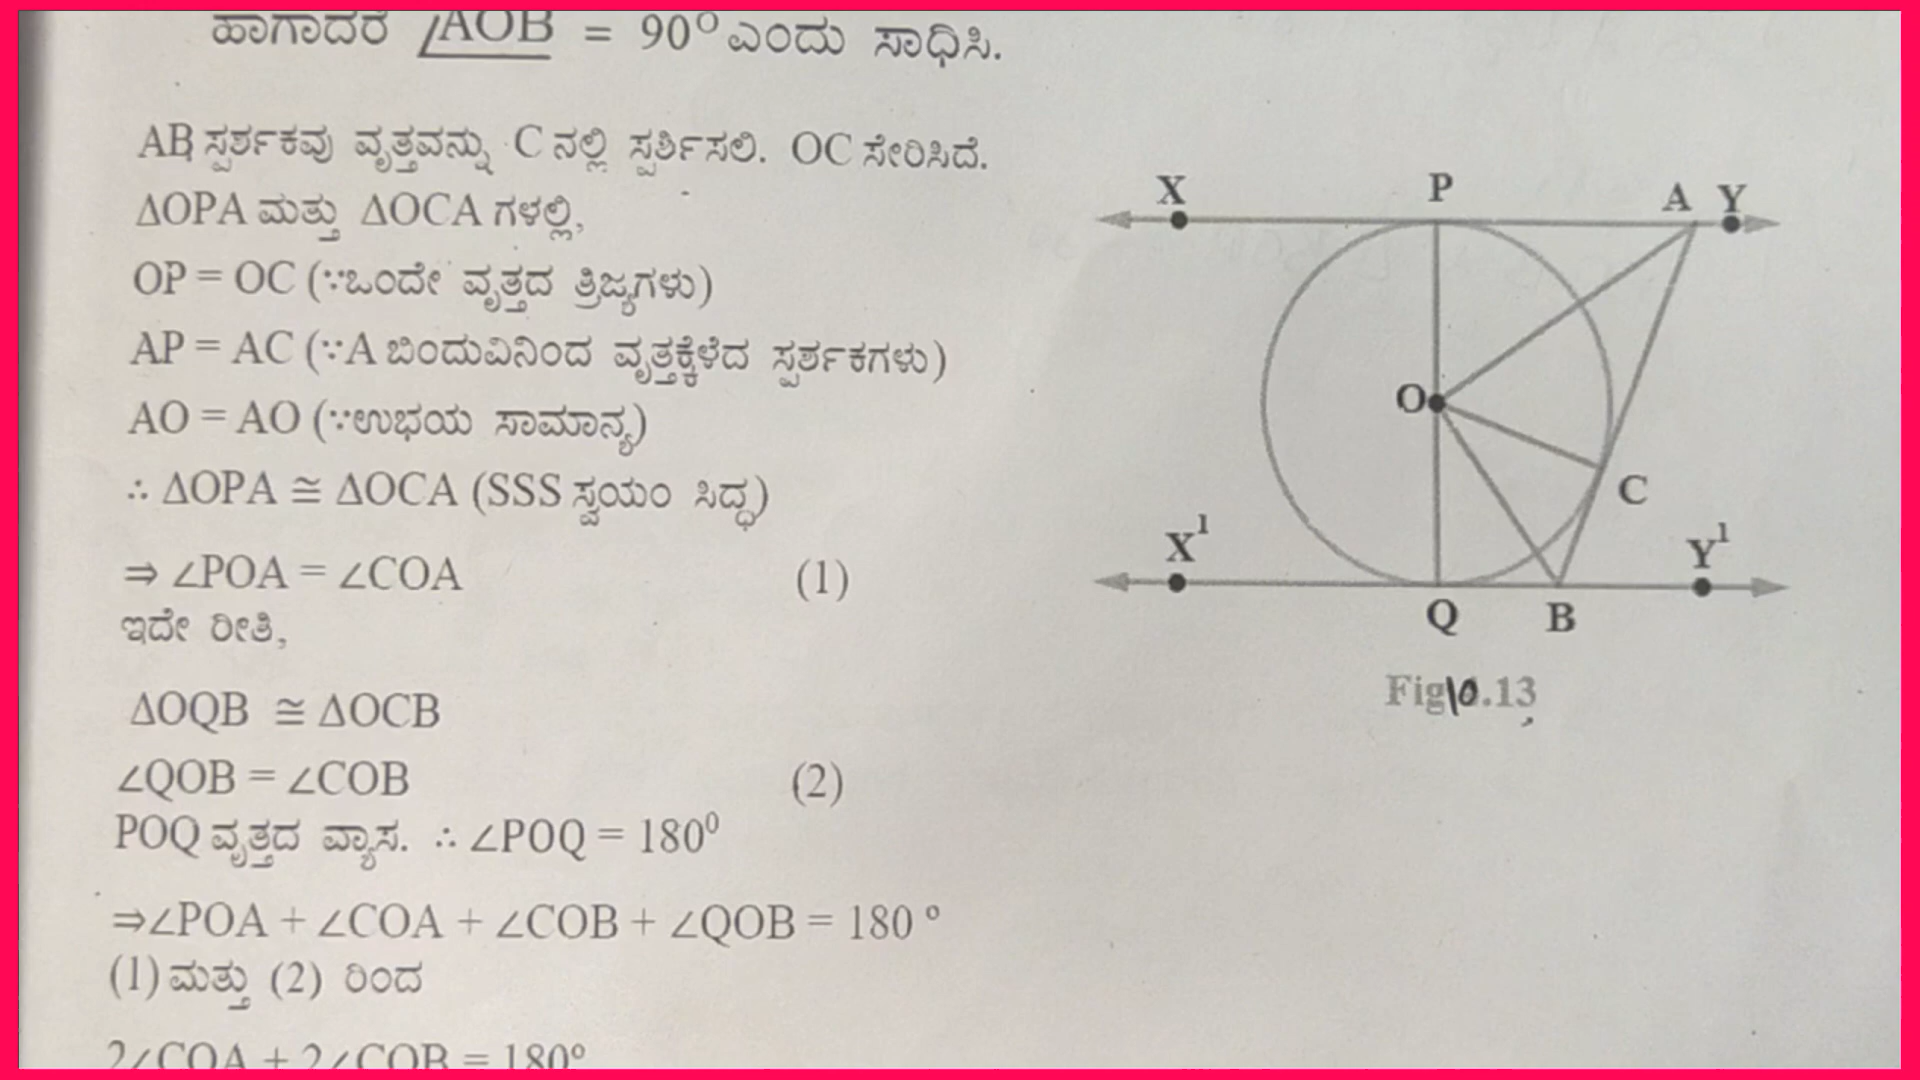 ಹಾಗಾದರೆ ∠AOB = 90⁰ ಎಂದು ಸಾಧಿಸಿ.
AB ಸ್ಪರ್ಶಕವು ವೃತ್ತವನ್ನು C ನಲ್ಲಿ ಸ್ಪರ್ಶಿಸಲಿ. OC ಸೇರಿಸಿದೆ.
ΔOPA ಮತ್ತು ΔOCA ಗಳಲ್ಲಿ,
OP = OC (∵ಒಂದೇ ವೃತ್ತದ ತ್ರಿಜ್ಯಗಳು)
AP = AC (∵A ಬಿಂದುವಿನಿಂದ ವೃತ್ತಕ್ಕೆಳೆದ ಸ್ಪರ್ಶಕಗಳು)
AO = AO (∵ಉಭಯ ಸಾಮಾನ್ಯ)
∴ ΔOPA ≅ ΔOCA (SSS ಸ್ವಯಂ ಸಿದ್ಧ)
⇒ ∠POA = ∠COA (1)
ಇದೇ ರೀತಿ,
ΔOQB ≅ ΔOCB
∠QOB = ∠COB (2)
POQ ವೃತ್ತದ ವ್ಯಾಸ. ∴ ∠POQ = 180⁰
⇒∠POA + ∠COA + ∠COB + ∠QOB = 180 º
(1) ಮತ್ತು (2) ರಿಂದ
2∠COA + 2∠COB = 180º
X P A Y
O
C
X¹ Y¹
Q B
Fig 10.13